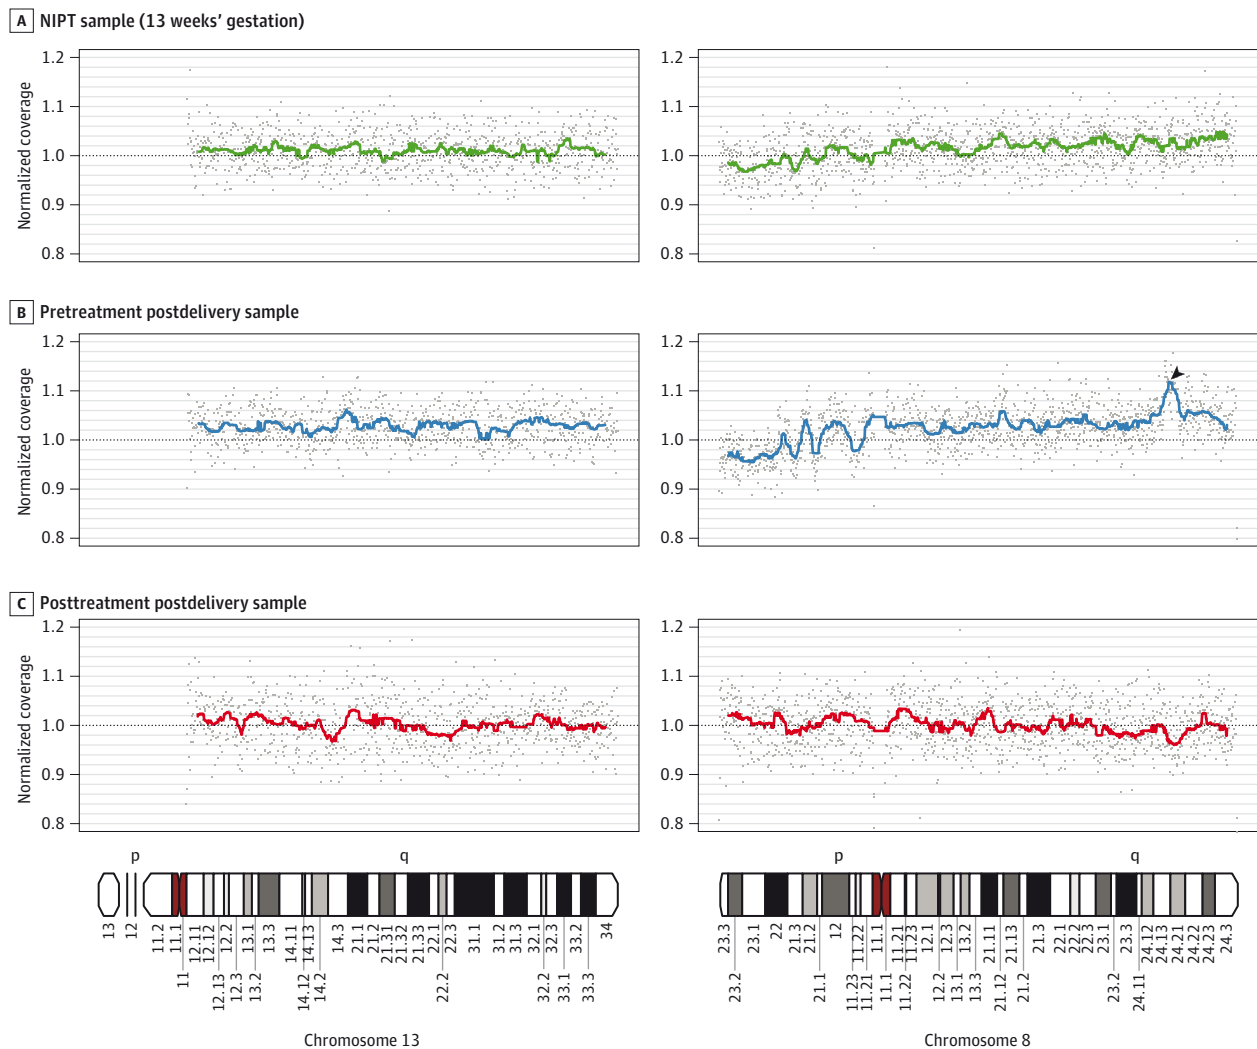 A NIPT sample (13 weeks' gestation)
Normalized coverage
1.2
1.1
1.0
0.9
0.8
1.2
1.1
1.0
0.9
0.8
B Pretreatment postdelivery sample
Normalized coverage
1.2
1.1
1.0
0.9
0.8
1.2
1.1
1.0
0.9
0.8
C Posttreatment postdelivery sample
Normalized coverage
1.2
1.1
1.0
0.9
0.8
1.2
1.1
1.0
0.9
0.8
p q
13 12 11.2 11.1 12.11 12.12 12.2 13.1 13.3 14.11 14.13 14.3 21.1 21.2 21.31 21.32 21.33 22.1 22.3 31.1 31.2 31.3 32.1 32.3 33.2 34
11 12.13 12.3 13.2 14.12 14.2 22.2 32.2 33.1 33.3
Chromosome 13
p q
23.3 23.1 22 21.3 21.2 12 11.22 11.1 11.21 11.23 12.1 12.3 13.2 21.11 21.13 21.3 22.1 22.2 22.3 23.1 23.3 24.12 24.13 24.21 24.22 24.23 24.3
23.2 21.1 11.23 11.21 11.1 11.22 12.2 13.1 13.3 21.12 21.2 23.2 24.11
Chromosome 8